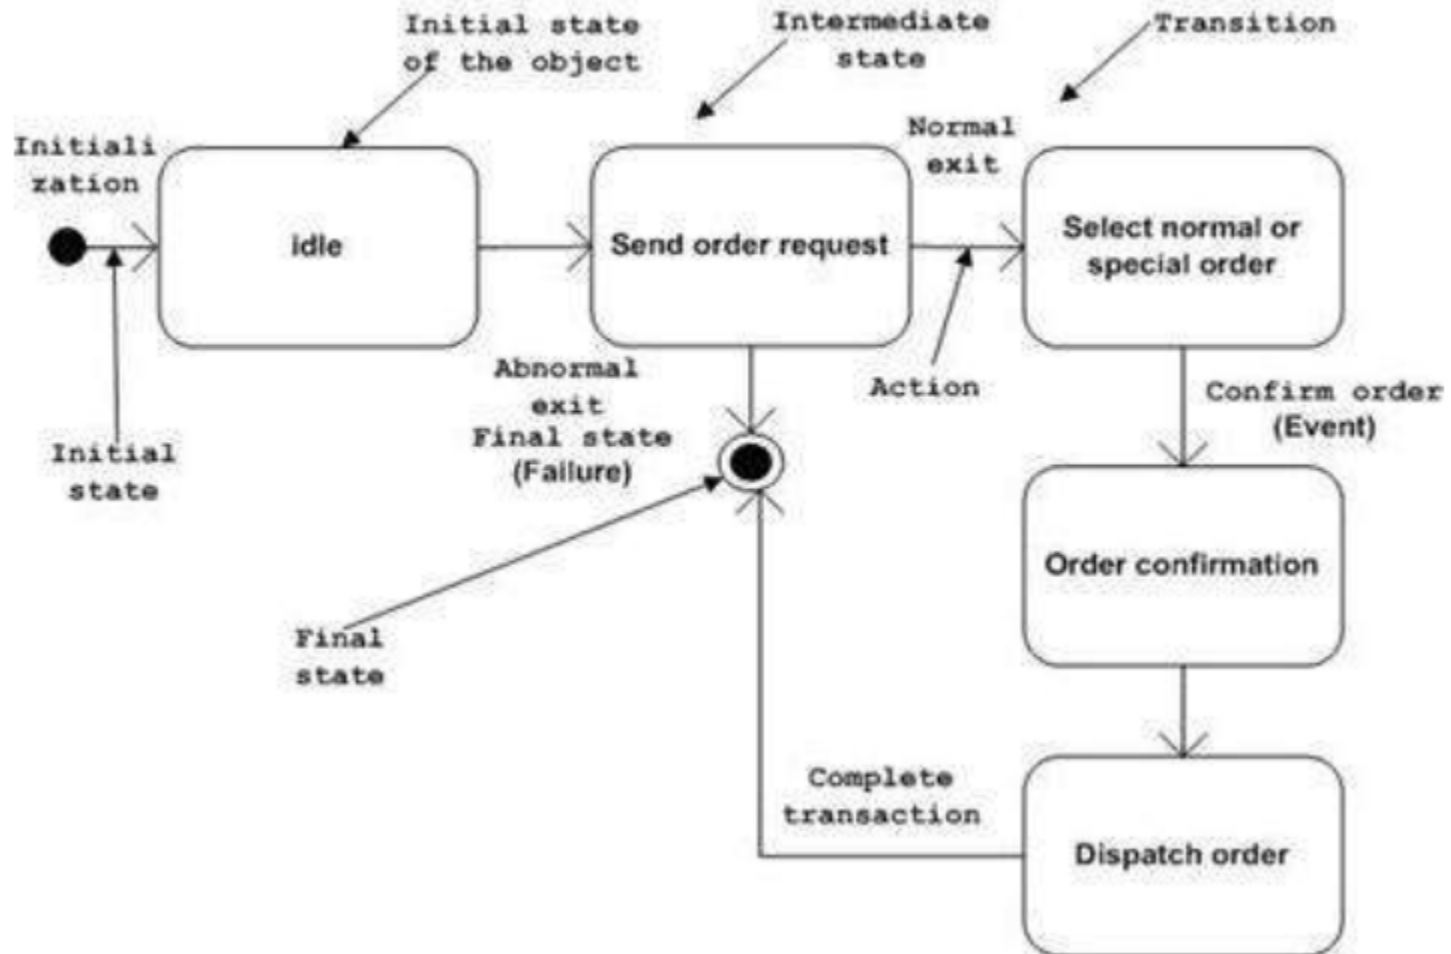 Initial state
of the object
Intermediate
state
Transition
Initiali
zation
Normal
exit
idle
Send order request
Select normal or
special order
Abnormal
exit
Final state
(Failure)
Action
Confirm order
(Event)
Initial
state
Order confirmation
Final
state
Complete
transaction
Dispatch order